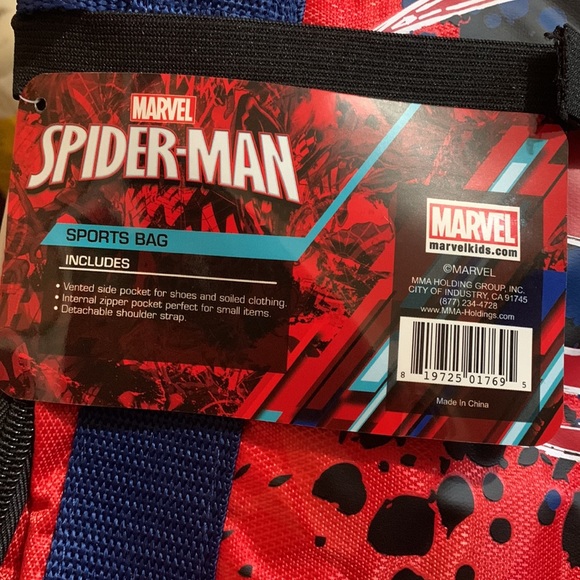 MARVEL
SPIDER-MAN
SPORTS BAG
INCLUDES
• Vented side pocket for shoes and soiled clothing.
• Internal zipper pocket perfect for small items.
• Detachable shoulder strap.
MARVEL
marvelkids.com
©MARVEL
MMA HOLDING GROUP, INC.
CITY OF INDUSTRY, CA 91745
(877) 234-4728
www.MMA-Holdings.com
8 19725 01769 5
Made In China